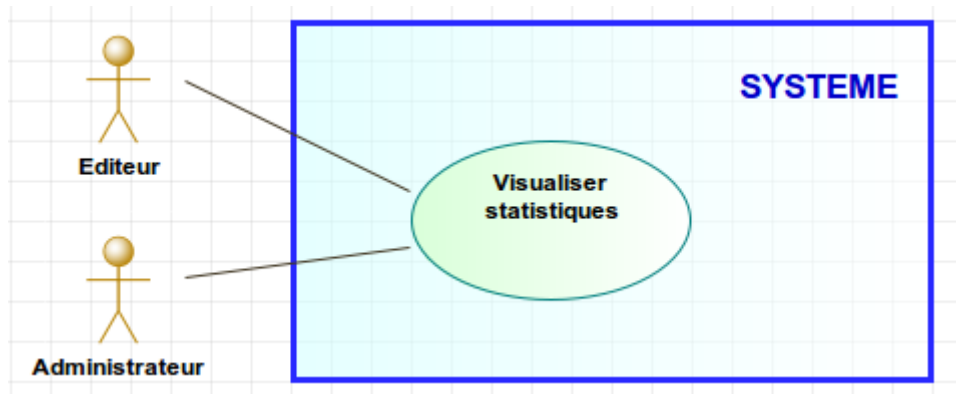 SYSTEME
Editeur
Visualiser
statistiques
Administrateur